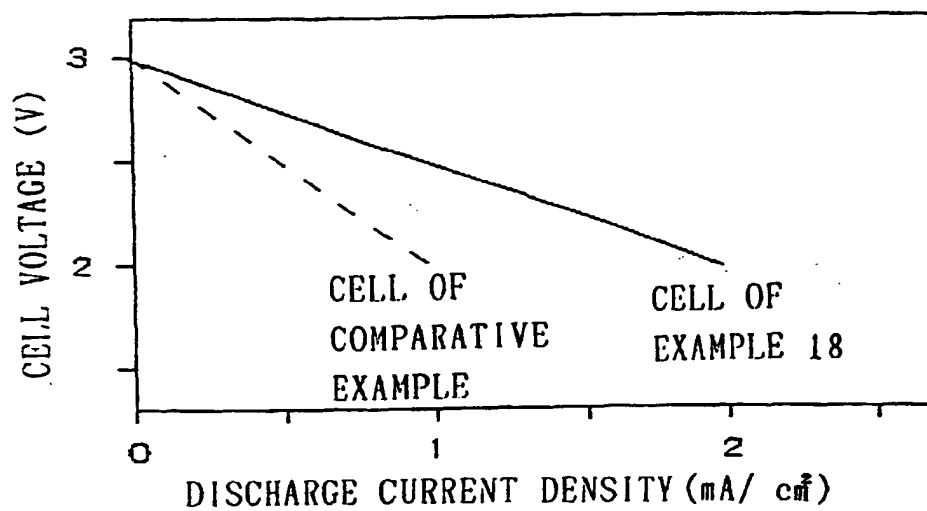 CELL VOLTAGE (V)
3
2
CELL OF
COMPARATIVE
EXAMPLE
CELL OF
EXAMPLE 18
0
1
2
DISCHARGE CURRENT DENSITY (mA/ cm²)